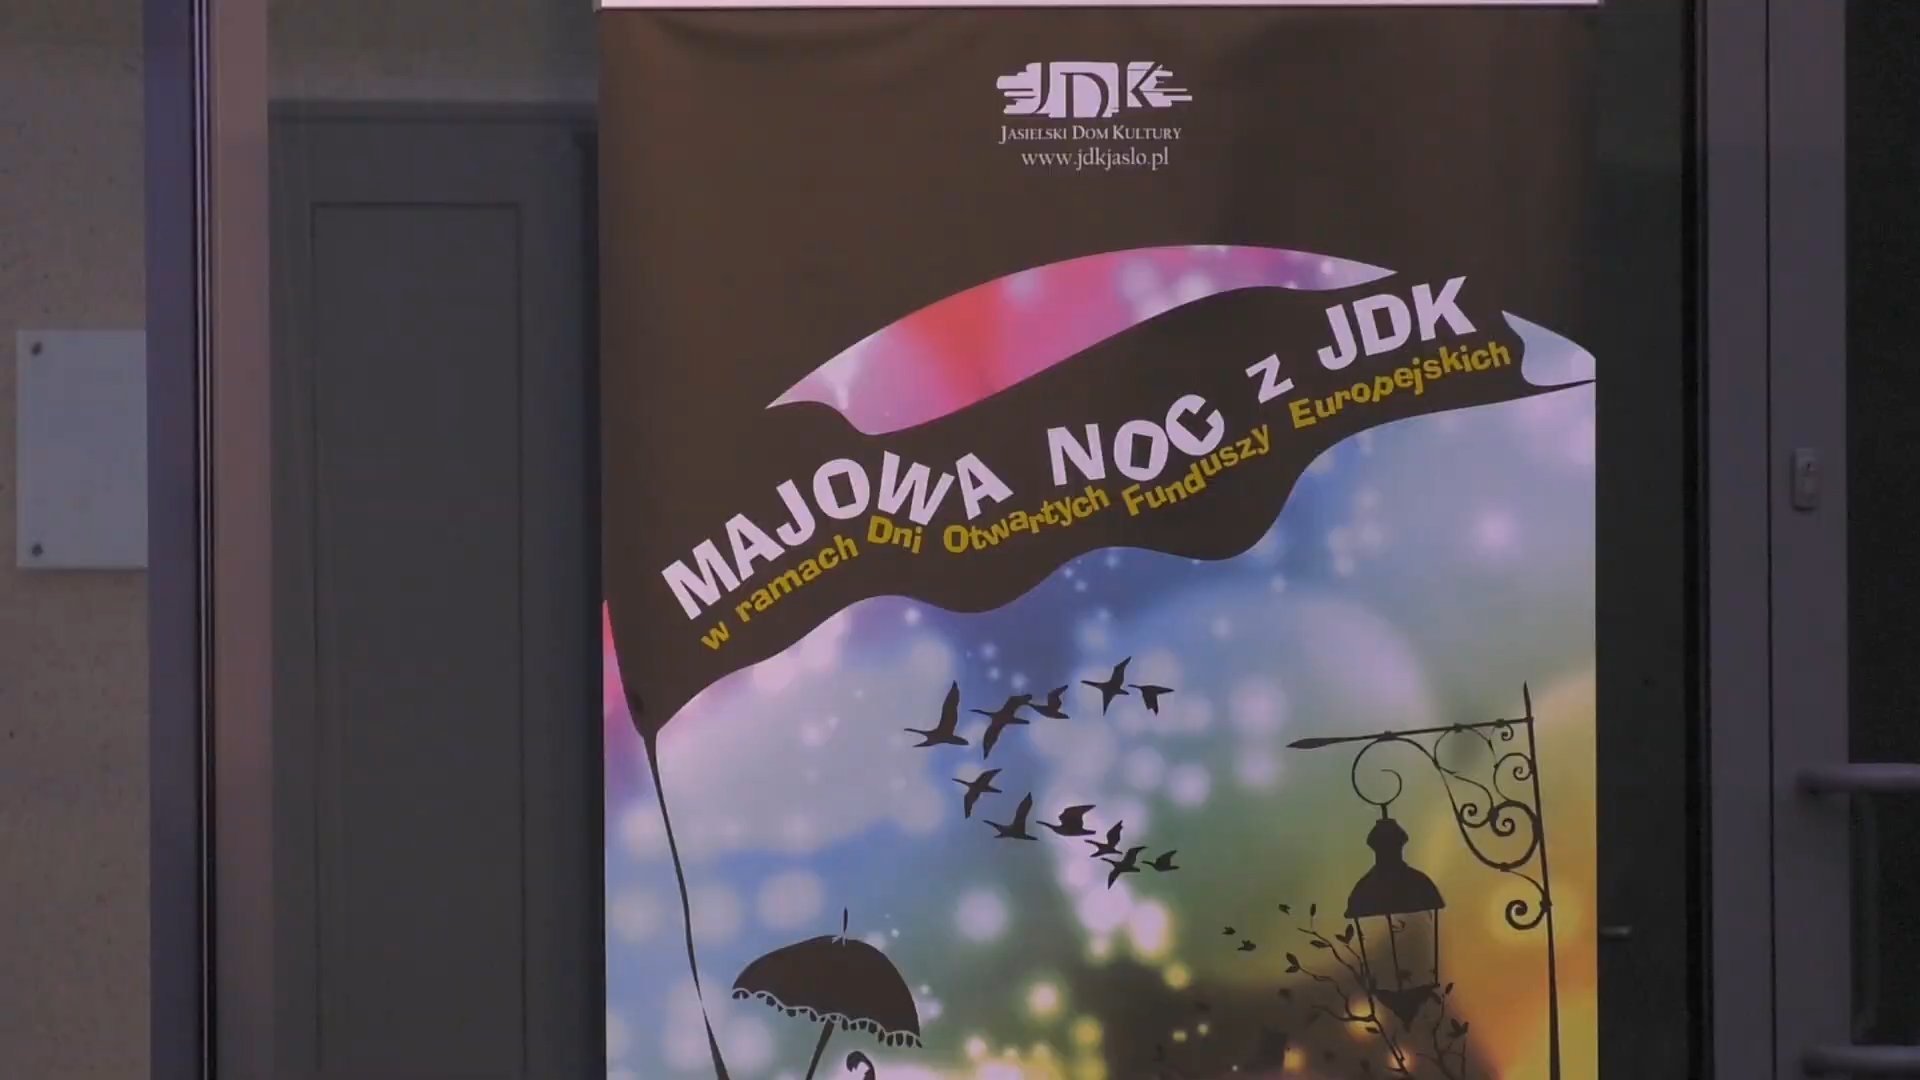 JDK
JASIELSKI DOM KULTURY
www.jdkjaslo.pl
MAJOWA NOC z JDK
w ramach Dni Otwartych Funduszy Europejskich